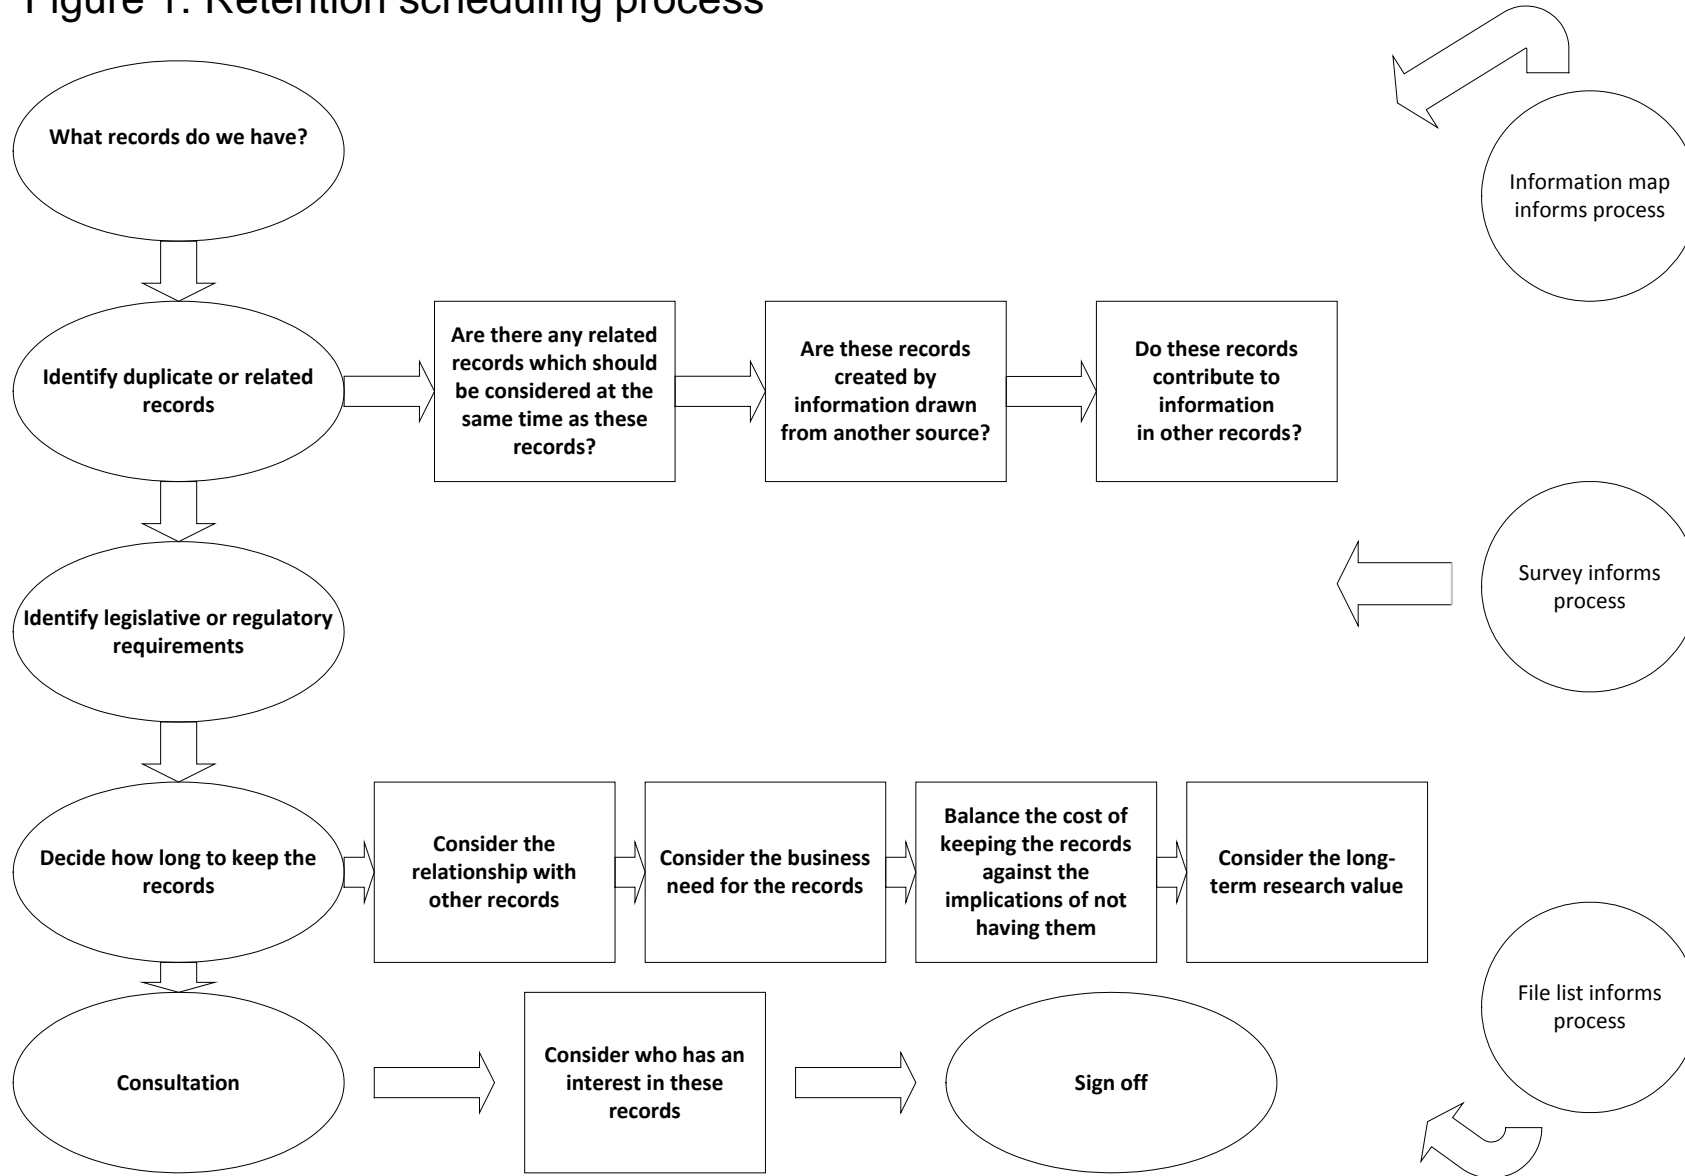 Figure 1: Retention scheduling process
What records do we have?
Information map
informs process
Identify duplicate or related
records
Are there any related
records which should
be considered at the
same time as these
records?
Are these records
created by
information drawn
from another source?
Do these records
contribute to
information
in other records?
Survey informs
process
Identify legislative or regulatory
requirements
Decide how long to keep the
records
Consider the
relationship with
other records
Consider the business
need for the records
Balance the cost of
keeping the records
against the
implications of not
having them
Consider the long-
term research value
File list informs
process
Consultation
Consider who has an
interest in these
records
Sign off